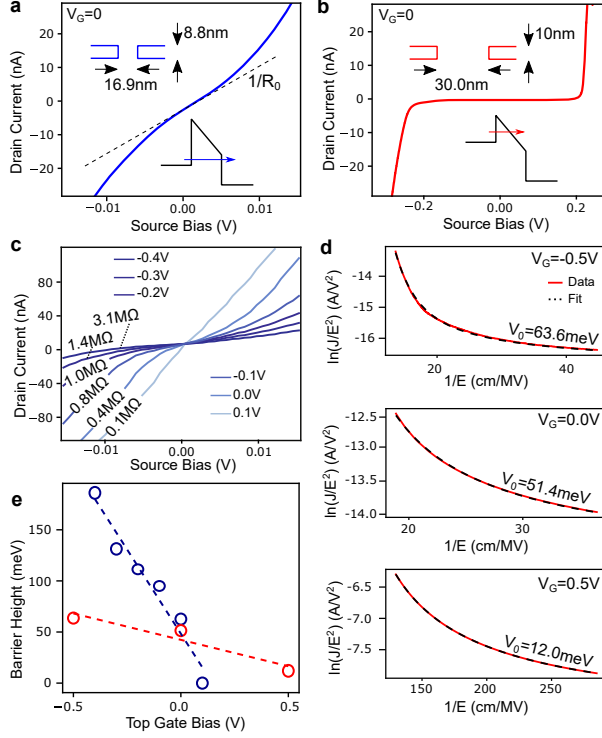 a
V_G=0
8.8nm
16.9nm
1/R_0
Drain Current (nA)
20
10
0
−10
−20
−0.01
0.00
0.01
Source Bias (V)
b
V_G=0
10nm
30.0nm
Drain Current (nA)
20
10
0
−10
−20
−0.2
0.0
0.2
Source Bias (V)
c
-0.4V
-0.3V
-0.2V
3.1MΩ
1.4MΩ
1.0MΩ
0.8MΩ
0.4MΩ
0.1MΩ
-0.1V
0.0V
0.1V
Drain Current (nA)
80
40
0
−40
−80
−0.01
0.00
0.01
Source Bias (V)
d
V_G=-0.5V
Data
Fit
V_0=63.6meV
ln(J/E²) (A/V²)
−14
−15
−16
20
40
1/E (cm/MV)
V_G=0.0V
V_0=51.4meV
ln(J/E²) (A/V²)
−12.5
−13.0
−13.5
−14.0
20
30
1/E (cm/MV)
V_G=0.5V
V_0=12.0meV
ln(J/E²) (A/V²)
−6.5
−7.0
−7.5
150
200
250
1/E (cm/MV)
e
Barrier Height (meV)
150
100
50
0
−0.5
0.0
0.5
Top Gate Bias (V)